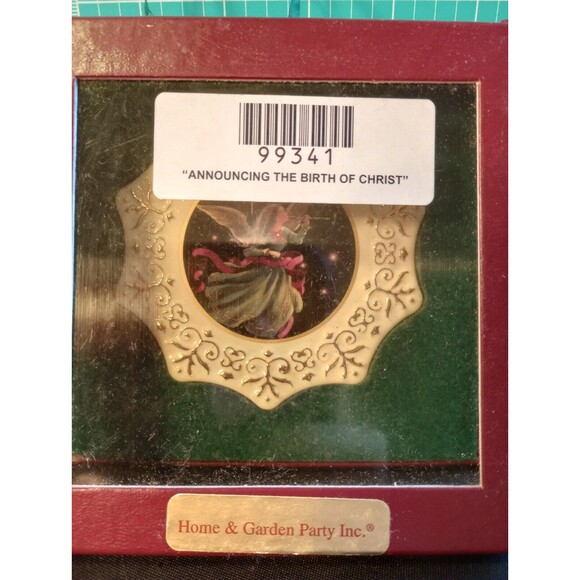 99341
“ANNOUNCING THE BIRTH OF CHRIST”
Home & Garden Party Inc.®